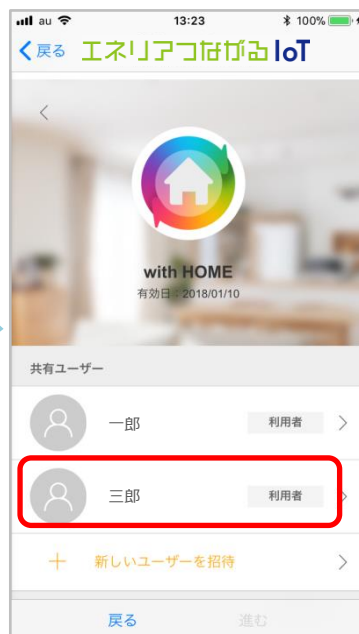 au 13:23 100%
戻る エネリアつながるIoT
with HOME
有効日：2018/01/10
共有ユーザー
一郎 利用者
三郎 利用者
新しいユーザーを招待
戻る 進む